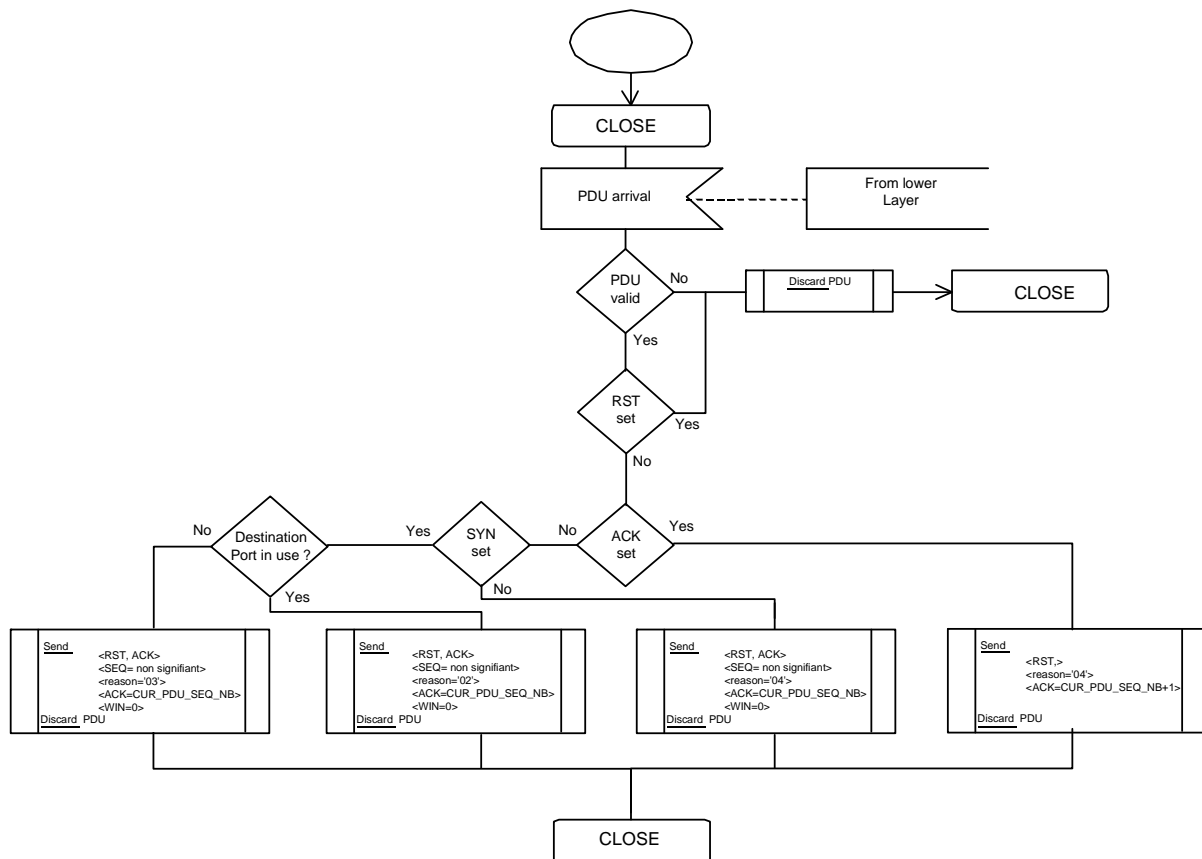 CLOSE
PDU arrival
From lower
Layer
PDU
valid
No
Discard PDU
CLOSE
Yes
RST
set
Yes
No
No
Destination
Port in use ?
Yes
SYN
set
No
ACK
set
Yes
Yes
No
Send
<RST, ACK>
<SEQ= non signifiant>
<reason='03'>
<ACK=CUR_PDU_SEQ_NB>
<WIN=0>
Discard PDU
Send
<RST, ACK>
<SEQ= non signifiant>
<reason='02'>
<ACK=CUR_PDU_SEQ_NB>
<WIN=0>
Discard PDU
Send
<RST, ACK>
<SEQ= non signifiant>
<reason='04'>
<ACK=CUR_PDU_SEQ_NB>
<WIN=0>
Discard PDU
Send
<RST,>
<reason='04'>
<ACK=CUR_PDU_SEQ_NB+1>
Discard PDU
CLOSE